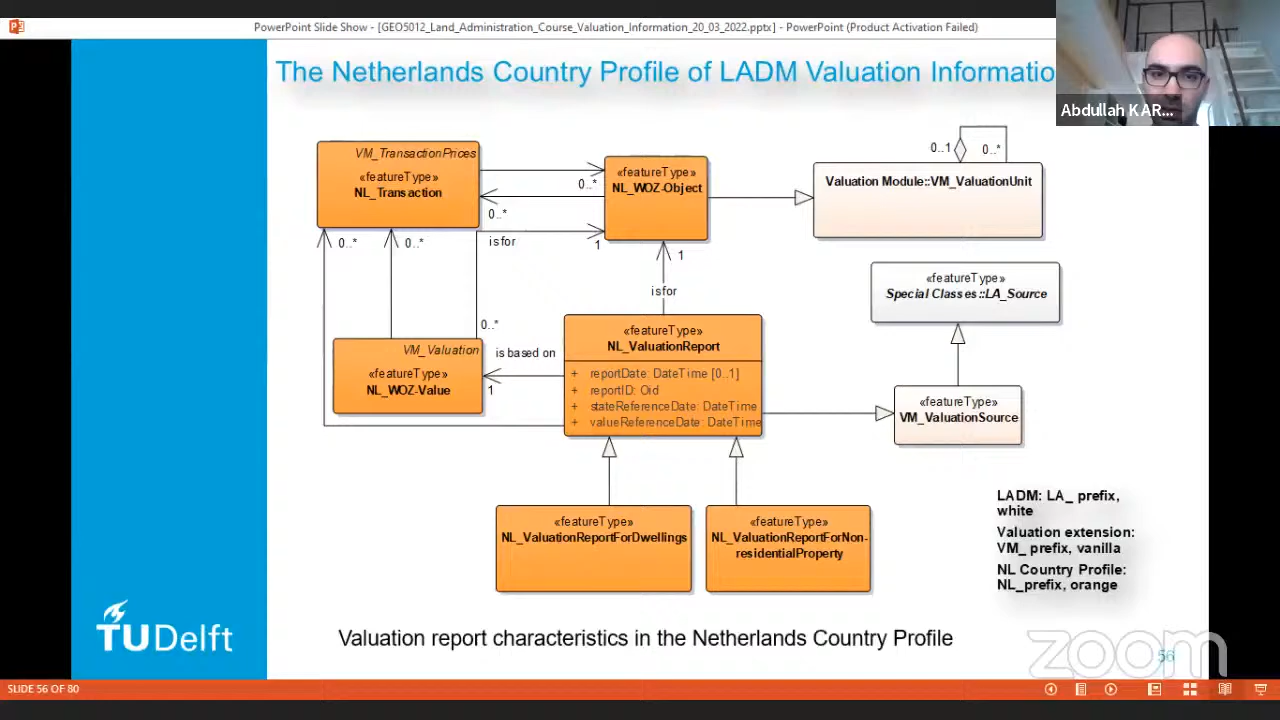 PowerPoint Slide Show - [GEO5012_Land_Administration_Course_Valuation_Information_20_03_2022.pptx] - PowerPoint (Product Activation Failed)
The Netherlands Country Profile of LADM Valuation Informatio
Abdullah KAR...
VM_TransactionPrices
«featureType»
NL_Transaction
0..*
0..*
«featureType»
NL_WOZ-Object
0..1
0..*
Valuation Module::VM_ValuationUnit
0..*
0..*
is for
1
1
is for
«featureType»
Special Classes::LA_Source
0..*
VM_Valuation
«featureType»
NL_WOZ-Value
is based on
1
«featureType»
NL_ValuationReport
+ reportDate: DateTime [0..1]
+ reportID: Oid
+ stateReferenceDate: DateTime
+ valueReferenceDate: DateTime
«featureType»
VM_ValuationSource
«featureType»
NL_ValuationReportForDwellings
«featureType»
NL_ValuationReportForNon-
residentialProperty
LADM: LA_ prefix,
white
Valuation extension:
VM_ prefix, vanilla
NL Country Profile:
NL_prefix, orange
TUDelft
Valuation report characteristics in the Netherlands Country Profile
zoom
56
SLIDE 56 OF 80